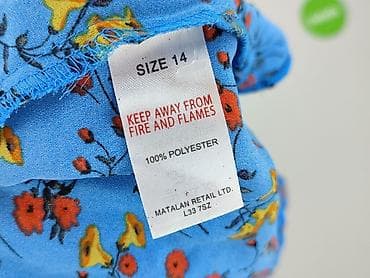 SIZE 14
KEEP AWAY FROM
FIRE AND FLAMES
100% POLYESTER
MATALAN RETAIL LTD.
L33 7SZ